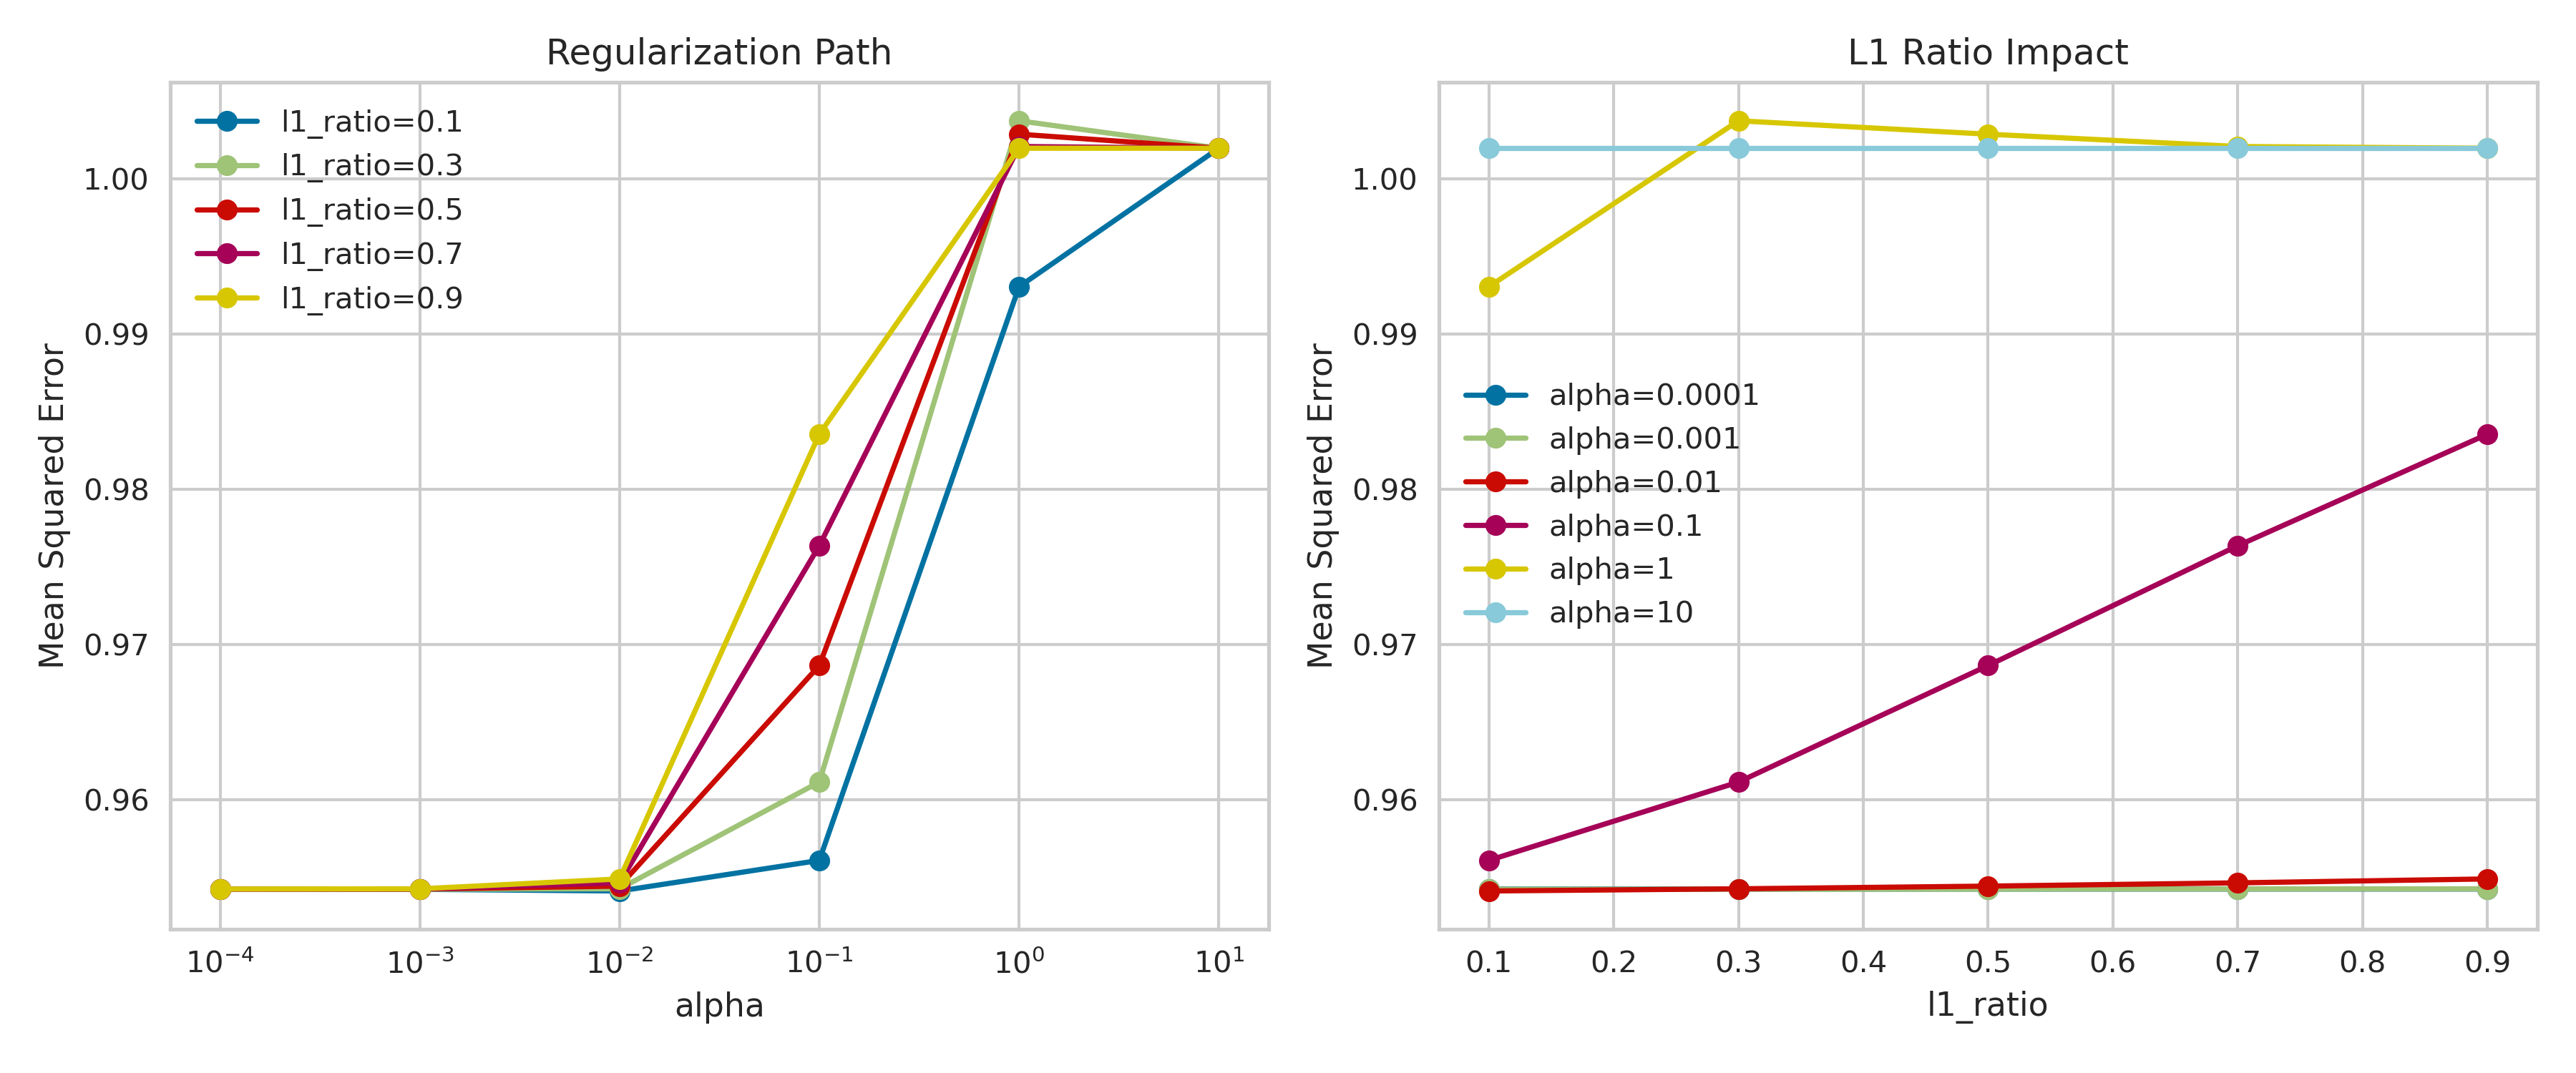 Regularization Path
l1_ratio=0.1
l1_ratio=0.3
l1_ratio=0.5
l1_ratio=0.7
l1_ratio=0.9
1.00
0.99
0.98
0.97
0.96
Mean Squared Error
10⁻⁴ 10⁻³ 10⁻² 10⁻¹ 10⁰ 10¹
alpha
L1 Ratio Impact
1.00
0.99
0.98
0.97
0.96
Mean Squared Error
alpha=0.0001
alpha=0.001
alpha=0.01
alpha=0.1
alpha=1
alpha=10
0.1 0.2 0.3 0.4 0.5 0.6 0.7 0.8 0.9
l1_ratio